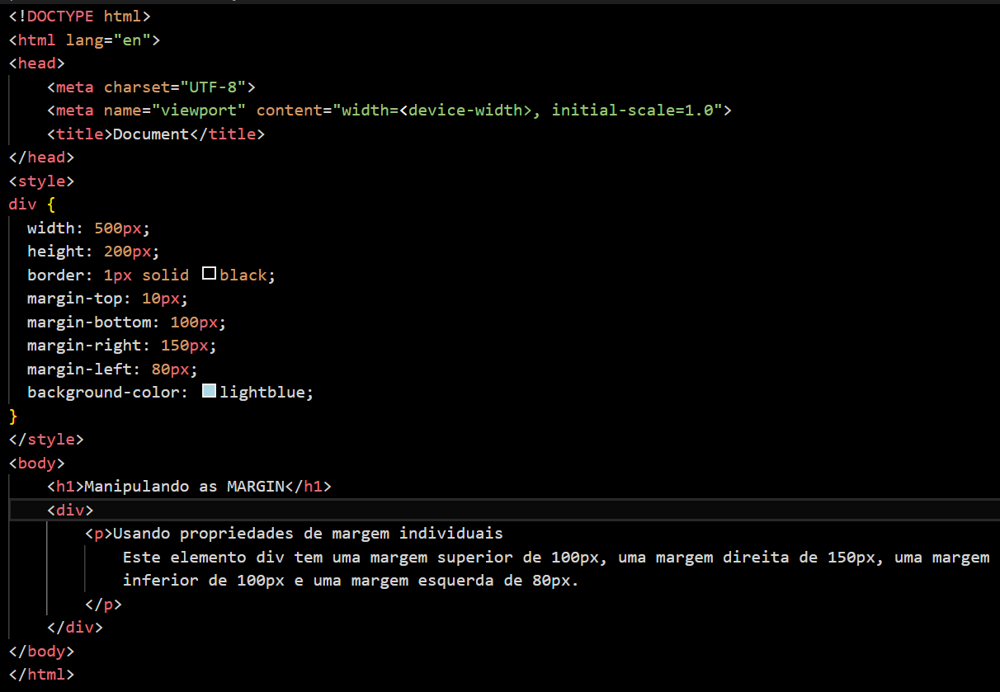 <!DOCTYPE html>
<html lang="en">
<head>
    <meta charset="UTF-8">
    <meta name="viewport" content="width=<device-width>, initial-scale=1.0">
    <title>Document</title>
</head>
<style>
div {
  width: 500px;
  height: 200px;
  border: 1px solid black;
  margin-top: 10px;
  margin-bottom: 100px;
  margin-right: 150px;
  margin-left: 80px;
  background-color: lightblue;
}
</style>
<body>
    <h1>Manipulando as MARGIN</h1>
    <div>
        <p>Usando propriedades de margem individuais
            Este elemento div tem uma margem superior de 100px, uma margem direita de 150px, uma margem
            inferior de 100px e uma margem esquerda de 80px.
        </p>
    </div>
</body>
</html>